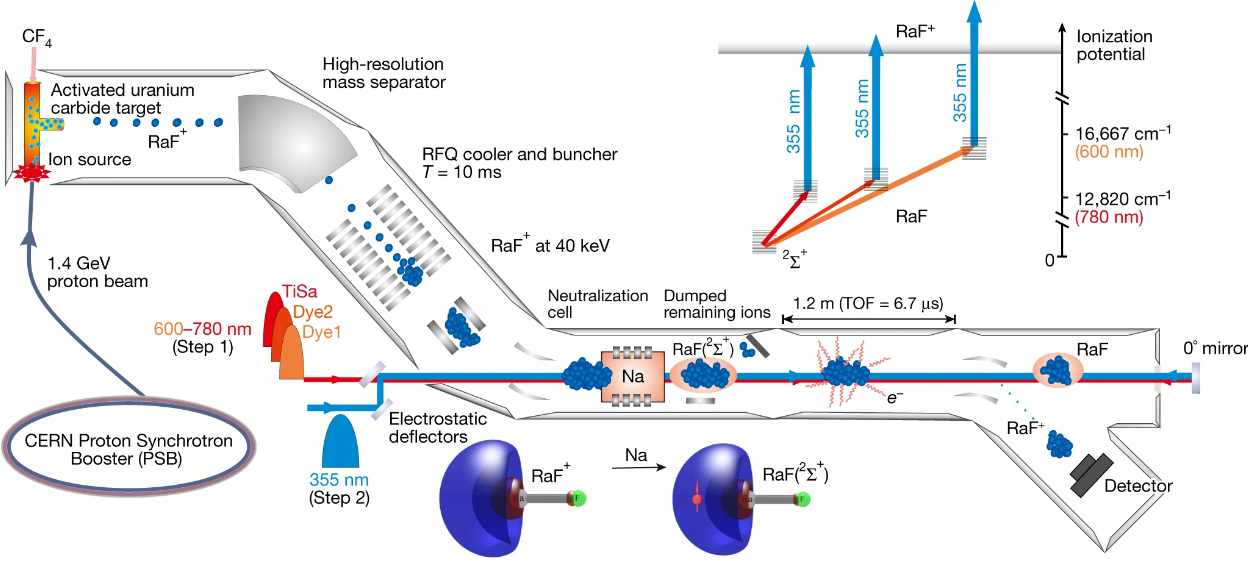 CF₄
Activated uranium
carbide target
RaF⁺
Ion source
1.4 GeV
proton beam
CERN Proton Synchrotron
Booster (PSB)
High-resolution
mass separator
RFQ cooler and buncher
T = 10 ms
RaF⁺ at 40 keV
TiSa
Dye2
Dye1
600–780 nm
(Step 1)
355 nm
(Step 2)
Electrostatic
deflectors
Neutralization
cell
Na
Dumped
remaining ions
RaF(²Σ⁺)
1.2 m (TOF = 6.7 μs)
e⁻
RaF
0° mirror
RaF⁺
Detector
RaF⁺
F
Na
RaF(²Σ⁺)
F
RaF⁺
355 nm
355 nm
355 nm
RaF
²Σ⁺
Ionization
potential
16,667 cm⁻¹
(600 nm)
12,820 cm⁻¹
(780 nm)
0